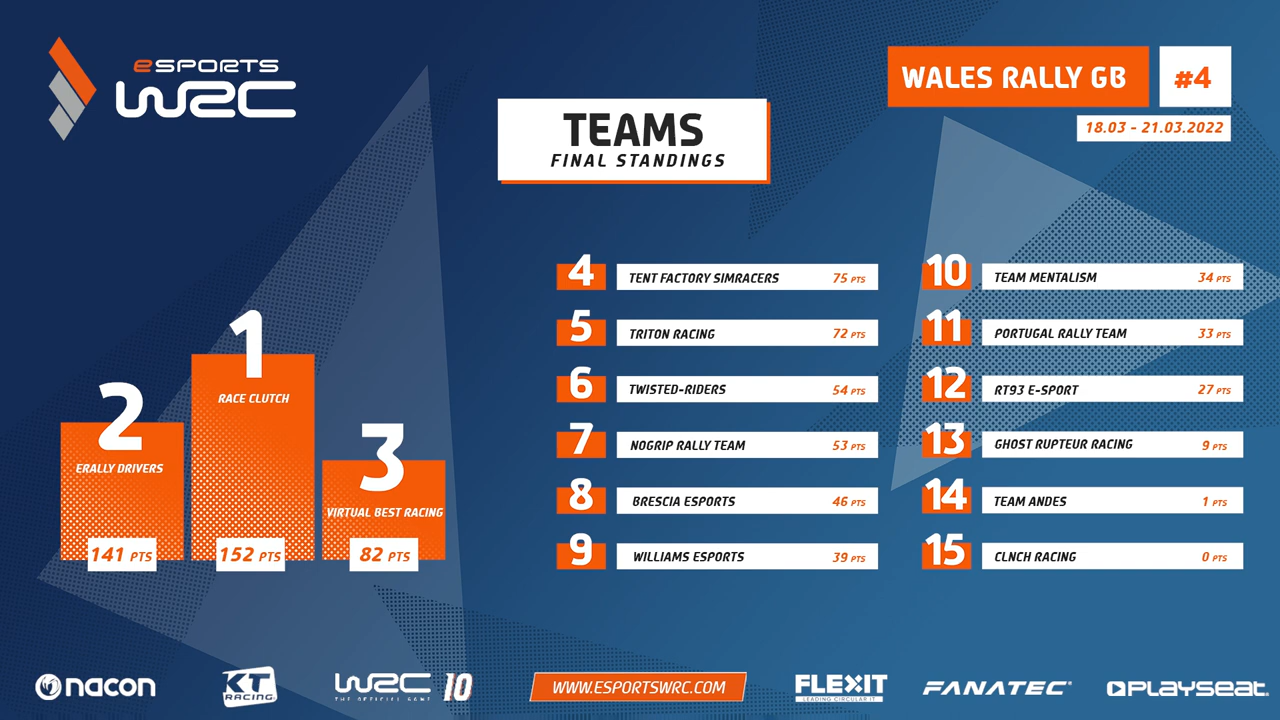 eSPORTS
WRC
WALES RALLY GB
#4
18.03 - 21.03.2022
TEAMS
FINAL STANDINGS
1
RACE CLUTCH
152 PTS
2
ERALLY DRIVERS
141 PTS
3
VIRTUAL BEST RACING
82 PTS
4 TENT FACTORY SIMRACERS 75 PTS
5 TRITON RACING 72 PTS
6 TWISTED-RIDERS 54 PTS
7 NOGRIP RALLY TEAM 53 PTS
8 BRESCIA ESPORTS 46 PTS
9 WILLIAMS ESPORTS 39 PTS
10 TEAM MENTALISM 34 PTS
11 PORTUGAL RALLY TEAM 33 PTS
12 RT93 E-SPORT 27 PTS
13 GHOST RUPTEUR RACING 9 PTS
14 TEAM ANDES 1 PTS
15 CLNCH RACING 0 PTS
nacon
KT
RACING
WRC 10
THE OFFICIAL GAME
WWW.ESPORTSWRC.COM
FLEXIT
LEADING CIRCULAR IT
FANATEC
PLAYSEAT